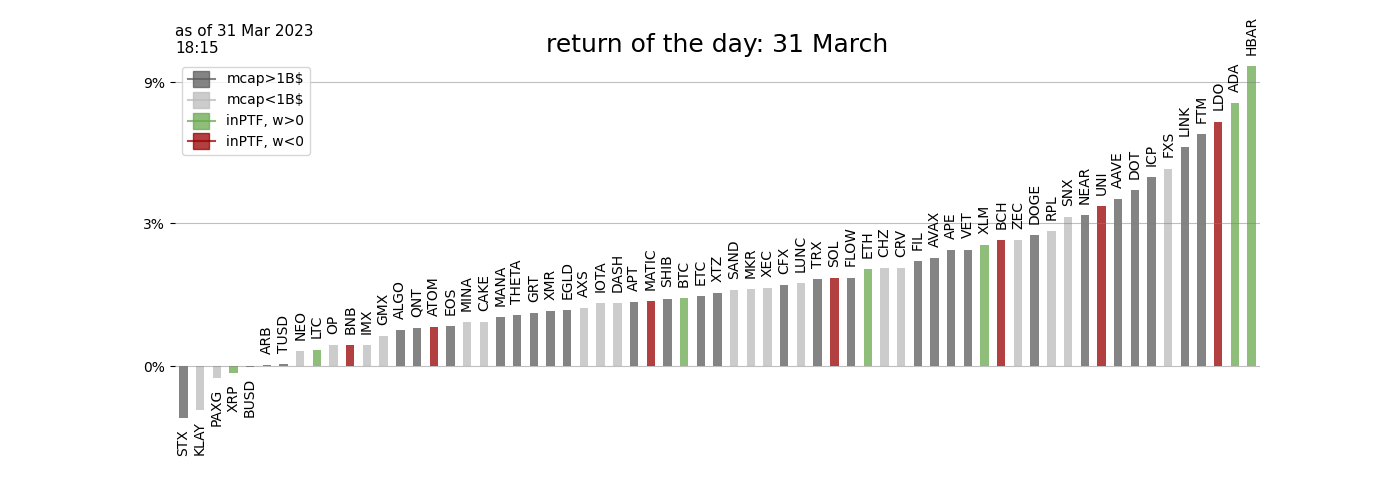 as of 31 Mar 2023
18:15
return of the day: 31 March
mcap>1B$
mcap<1B$
inPTF, w>0
inPTF, w<0
9%
3%
0%
STX
KLAY
PAXG
XRP
BUSD
ARB
TUSD
NEO
LTC
OP
BNB
IMX
GMX
ALGO
QNT
ATOM
EOS
MINA
CAKE
MANA
THETA
GRT
XMR
EGLD
AXS
IOTA
DASH
APT
MATIC
SHIB
BTC
ETC
XTZ
SAND
MKR
XEC
CFX
LUNC
TRX
SOL
FLOW
ETH
CHZ
CRV
FIL
AVAX
APE
VET
XLM
BCH
ZEC
DOGE
RPL
SNX
NEAR
UNI
AAVE
DOT
ICP
FXS
LINK
FTM
LDO
ADA
HBAR